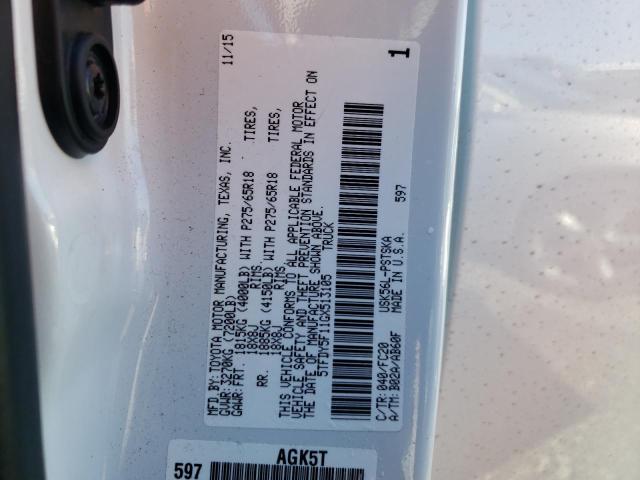 MFD.BY:TOYOTA MOTOR MANUFACTURING, TEXAS, INC. 11/15
GVWR:3270KG (7200LB)
GAWR:FRT. 1815KG (4000LB) WITH P275/65R18 TIRES,
18x8J RIMS
RR. 1885KG (4150LB) WITH P275/65R18 TIRES,
18x8J RIMS
THIS VEHICLE CONFORMS TO ALL APPLICABLE FEDERAL MOTOR
VEHICLE SAFETY AND THEFT PREVENTION STANDARDS IN EFFECT ON
THE DATE OF MANUFACTURE SHOWN ABOVE.
5TFDY5F11GX513105 TRUCK
1
C/TR:040/FC20 USK56L-PSTSKA
A/TM:B02A/AB60F MADE IN U.S.A. 597
597 AGK5T